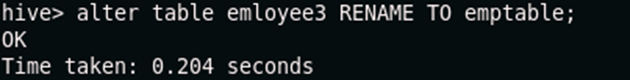 hive> alter table emloyee3 RENAME TO emptable;
OK
Time taken: 0.204 seconds